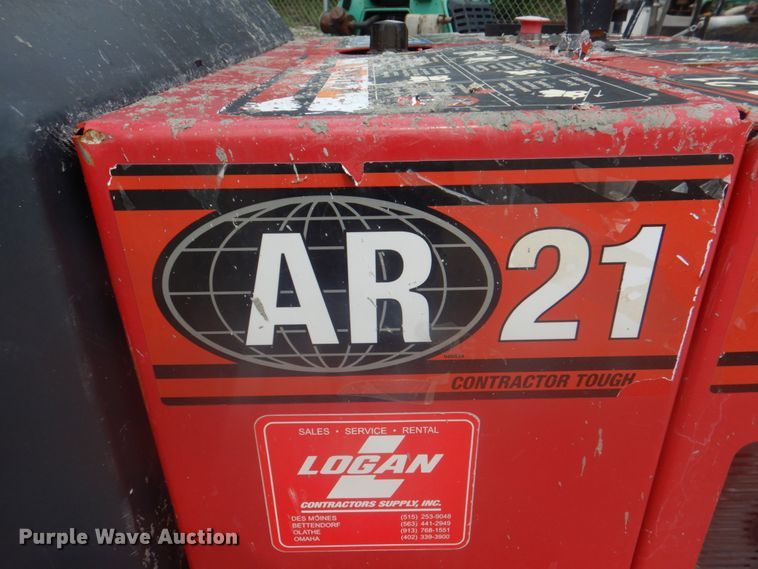 AR 21
CONTRACTOR TOUGH
SALES • SERVICE • RENTAL
LOGAN
CONTRACTORS SUPPLY, INC.
DES MOINES (515) 253-9048
BETTENDORF (563) 441-2949
OLATHE (913) 768-1551
OMAHA (402) 339-3900
Purple Wave Auction®